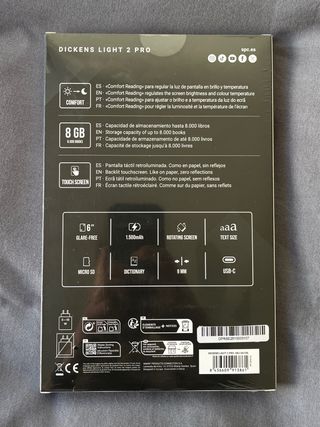 DICKENS LIGHT 2 PRO
spc.es
COMFORT
ES - «Comfort Reading» para regular la luz de pantalla en brillo y temperatura
EN - «Comfort Reading» regulates the screen brightness and colour temperature
PT - «Comfort Reading» para ajustar o brilho e a temperatura da luz do ecrã
FR - «Comfort Reading» pour régler la luminosité et la température de l'écran
8 GB
8.000 BOOKS
ES - Capacidad de almacenamiento hasta 8.000 libros
EN - Storage capacity of up to 8.000 books
PT - Capacidade de armazenamento de até 8.000 livros
FR - Capacité de stockage jusqu'à 8.000 livres
TOUCH SCREEN
ES - Pantalla táctil retroiluminada. Como en papel, sin reflejos
EN - Backlit touchscreen. Like on paper, zero reflections
PT - Ecrã tátil retroiluminado. Como no papel, sem reflexos
FR - Écran tactile rétroéclairé. Comme sur du papier, sans reflets
6"
GLARE-FREE
1.500mAh
ROTATING SCREEN
aaA
TEXT SIZE
MICRO SD
DICTIONARY
9 MM
USB-C